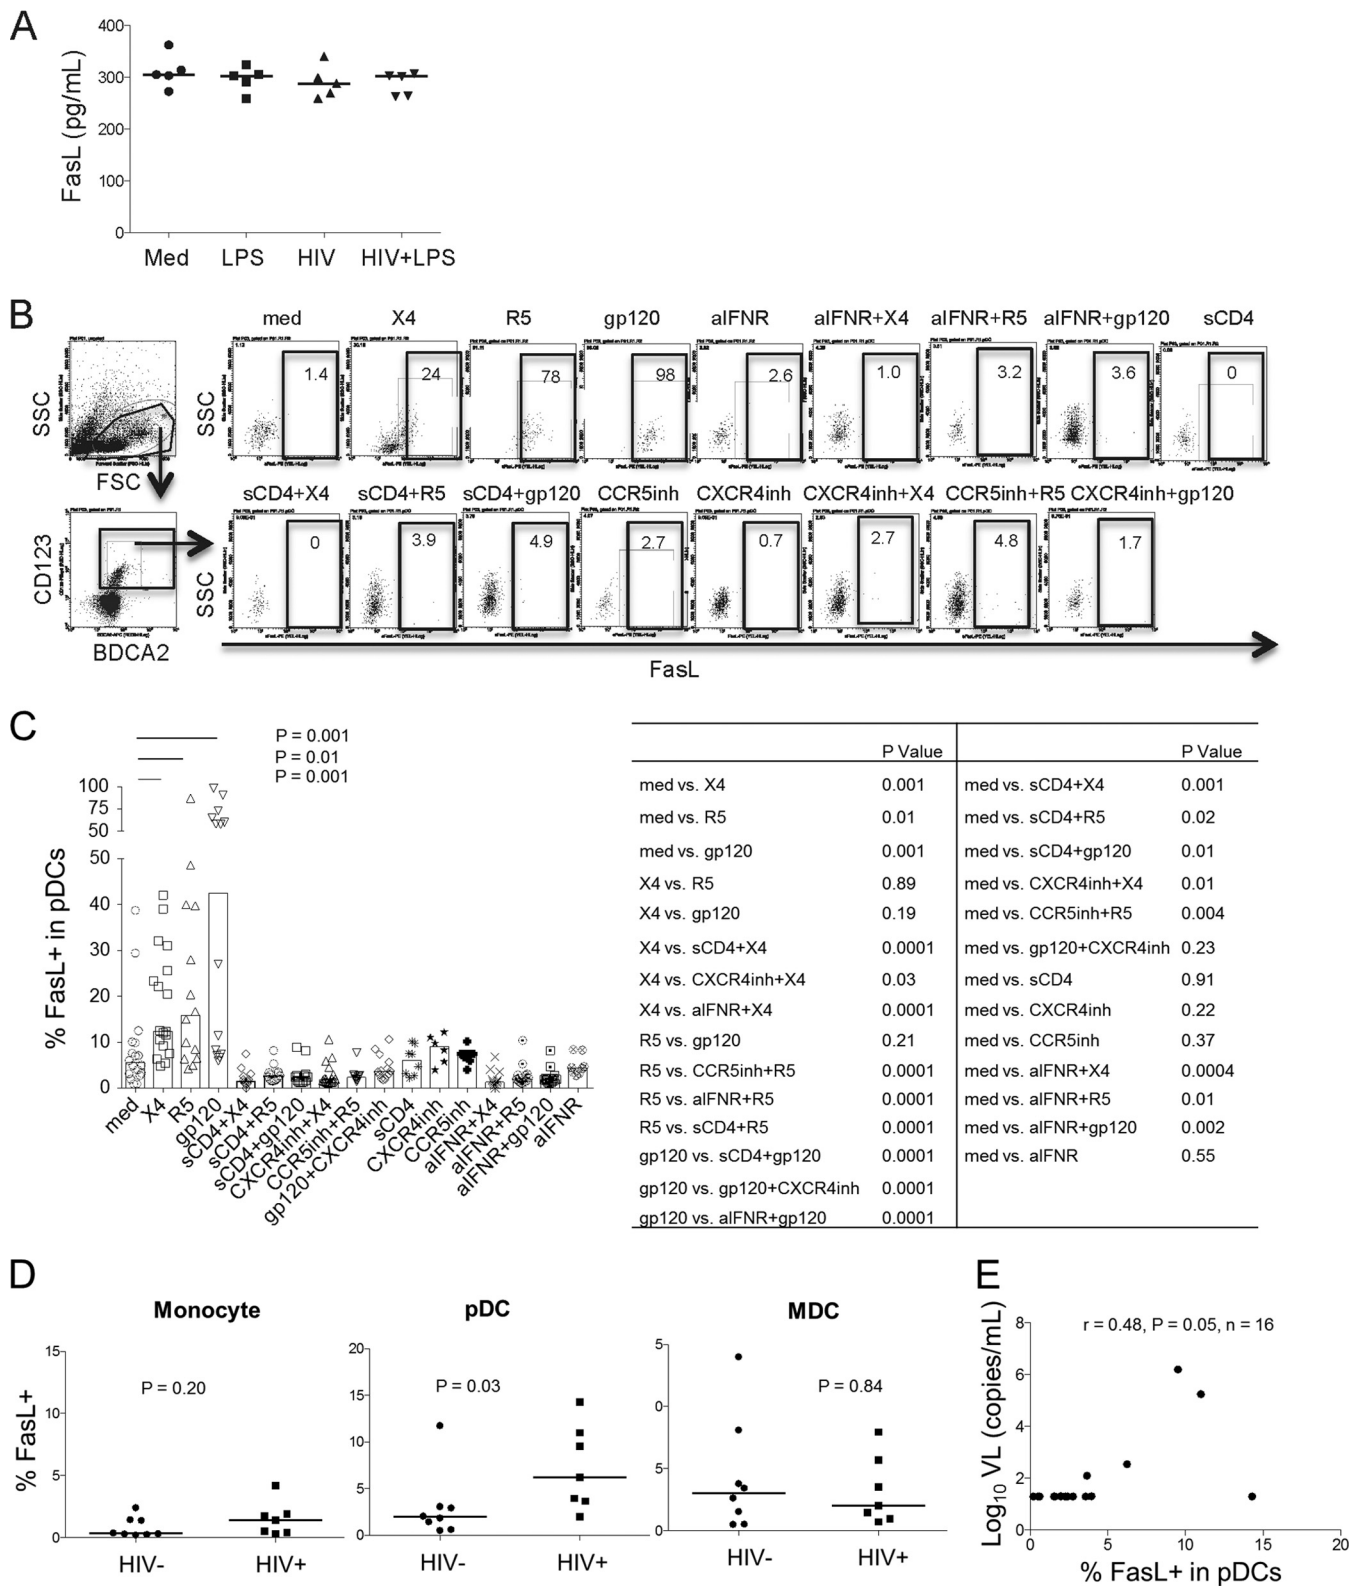 A
400
300
200
100
0
FasL (pg/mL)
Med LPS HIV HIV+LPS
B
med X4 R5 gp120 aIFNR aIFNR+X4 aIFNR+R5 aIFNR+gp120 sCD4
SSC
FSC
SSC
1.4 24 78 98 2.6 1.0 3.2 3.6 0
sCD4+X4 sCD4+R5 sCD4+gp120 CCR5inh CXCR4inh CXCR4inh+X4 CCR5inh+R5 CXCR4inh+gp120
CD123
BDCA2
SSC
0 3.9 4.9 2.7 0.7 2.7 4.8 1.7
FasL
C
P = 0.001
P = 0.01
P = 0.001
100
75
50
50
40
30
20
10
0
% FasL+ in pDCs
med X4 R5 gp120 sCD4+X4 sCD4+R5 sCD4+gp120 CXCR4inh+X4 CCR5inh+R5 gp120+CXCR4inh sCD4 CXCR4inh CCR5inh aIFNR+X4 aIFNR+R5 aIFNR+gp120 aIFNR
P Value P Value
med vs. X4 0.001 med vs. sCD4+X4 0.001
med vs. R5 0.01 med vs. sCD4+R5 0.02
med vs. gp120 0.001 med vs. sCD4+gp120 0.01
X4 vs. R5 0.89 med vs. CXCR4inh+X4 0.01
X4 vs. gp120 0.19 med vs. CCR5inh+R5 0.004
X4 vs. sCD4+X4 0.0001 med vs. gp120+CXCR4inh 0.23
X4 vs. CXCR4inh+X4 0.03 med vs. sCD4 0.91
X4 vs. aIFNR+X4 0.0001 med vs. CXCR4inh 0.22
R5 vs. gp120 0.21 med vs. CCR5inh 0.37
R5 vs. CCR5inh+R5 0.0001 med vs. aIFNR+X4 0.0004
R5 vs. aIFNR+R5 0.0001 med vs. aIFNR+R5 0.01
R5 vs. sCD4+R5 0.0001 med vs. aIFNR+gp120 0.002
gp120 vs. sCD4+gp120 0.0001 med vs. aIFNR 0.55
gp120 vs. gp120+CXCR4inh 0.0001
gp120 vs. aIFNR+gp120 0.0001
D
Monocyte
15
10
5
0
% FasL+
P = 0.20
HIV- HIV+
pDC
20
15
10
5
0
P = 0.03
HIV- HIV+
MDC
5
0
5
0
P = 0.84
HIV- HIV+
E
8
6
4
2
0
Log10 VL (copies/mL)
r = 0.48, P = 0.05, n = 16
0 5 10 15 20
% FasL+ in pDCs